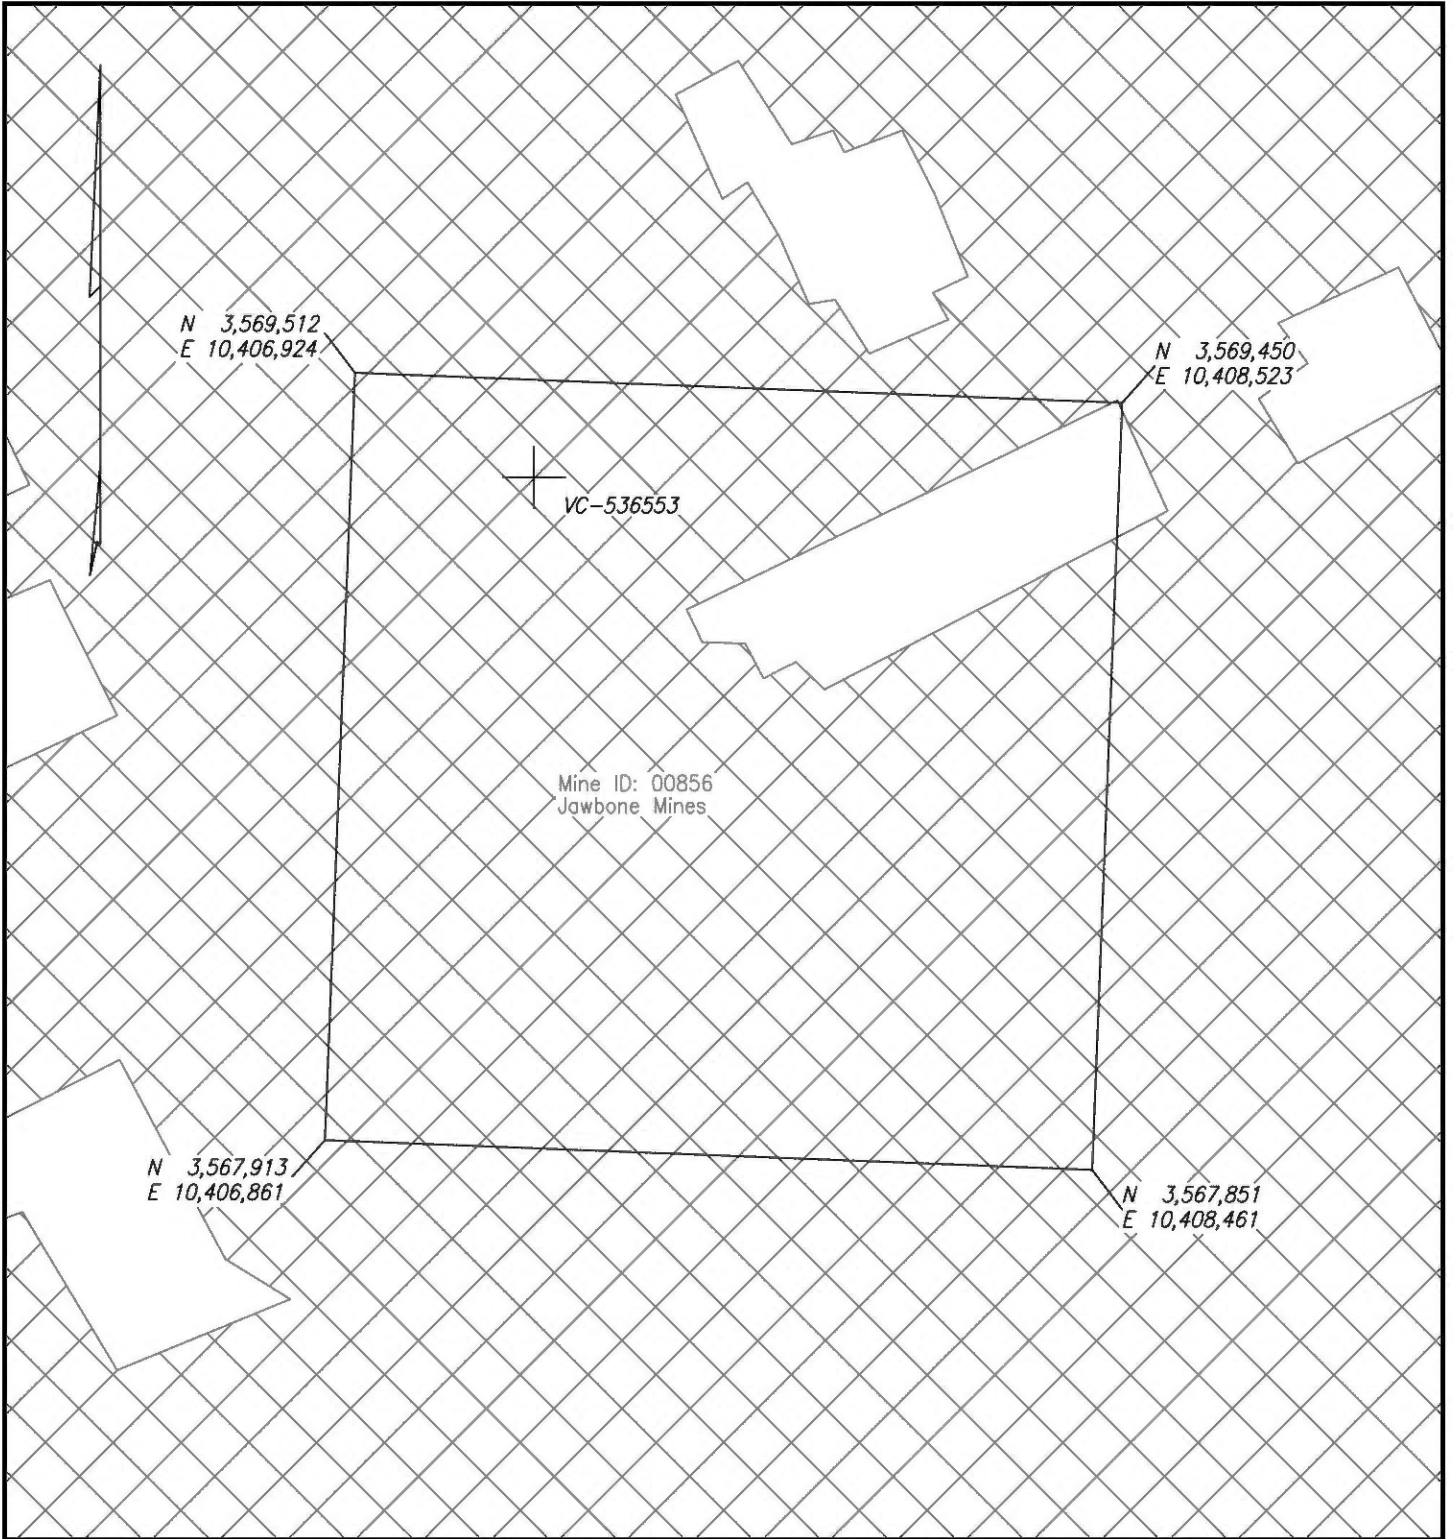 N 3,569,512
E 10,406,924
N 3,569,450
E 10,408,523
VC-536553
Mine ID: 00856
Jawbone Mines
N 3,567,913
E 10,406,861
N 3,567,851
E 10,408,461